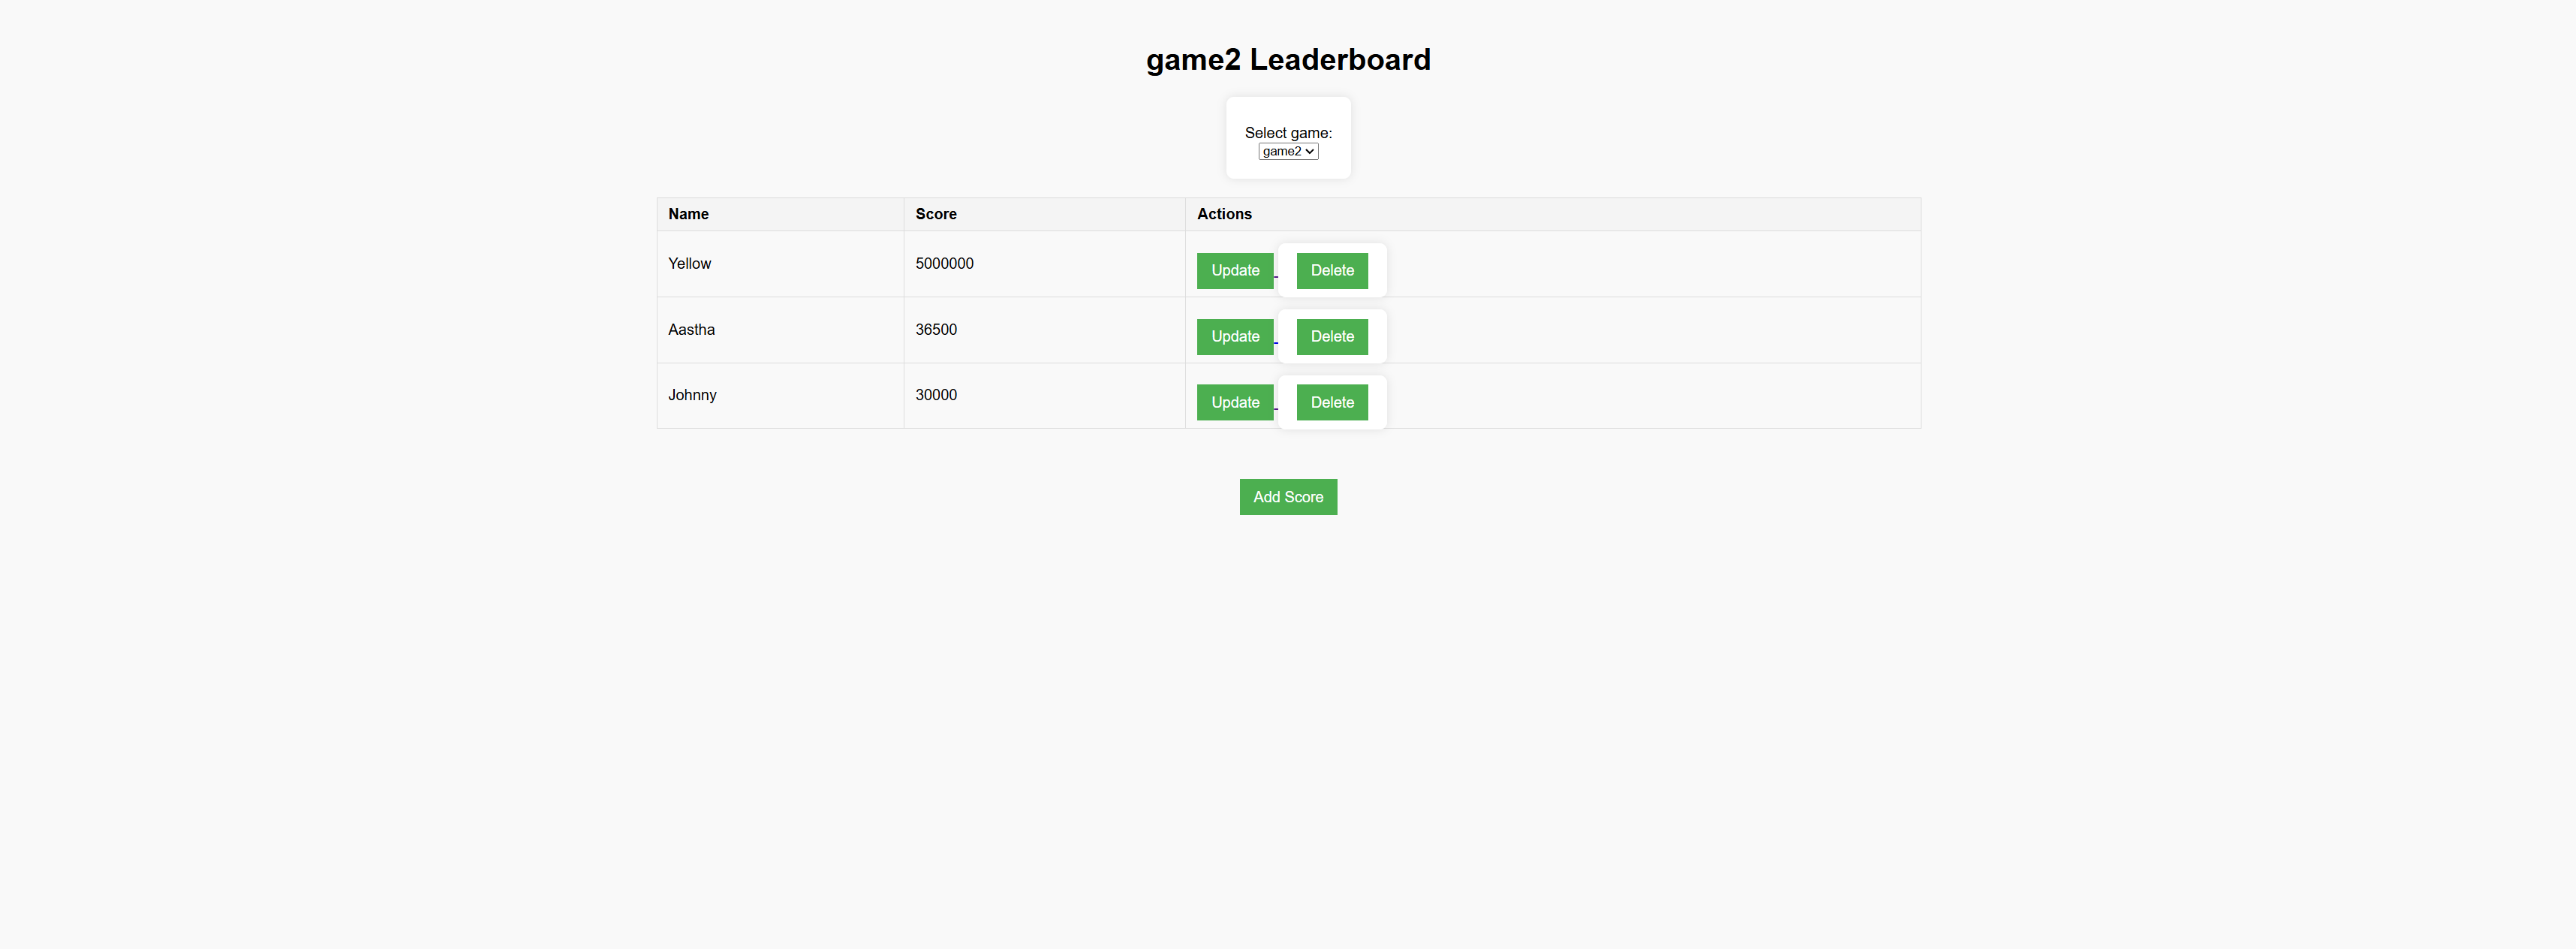 game2 Leaderboard
Select game:
game2
Name Score Actions
Yellow 5000000 Update Delete
Aastha 36500 Update Delete
Johnny 30000 Update Delete
Add Score